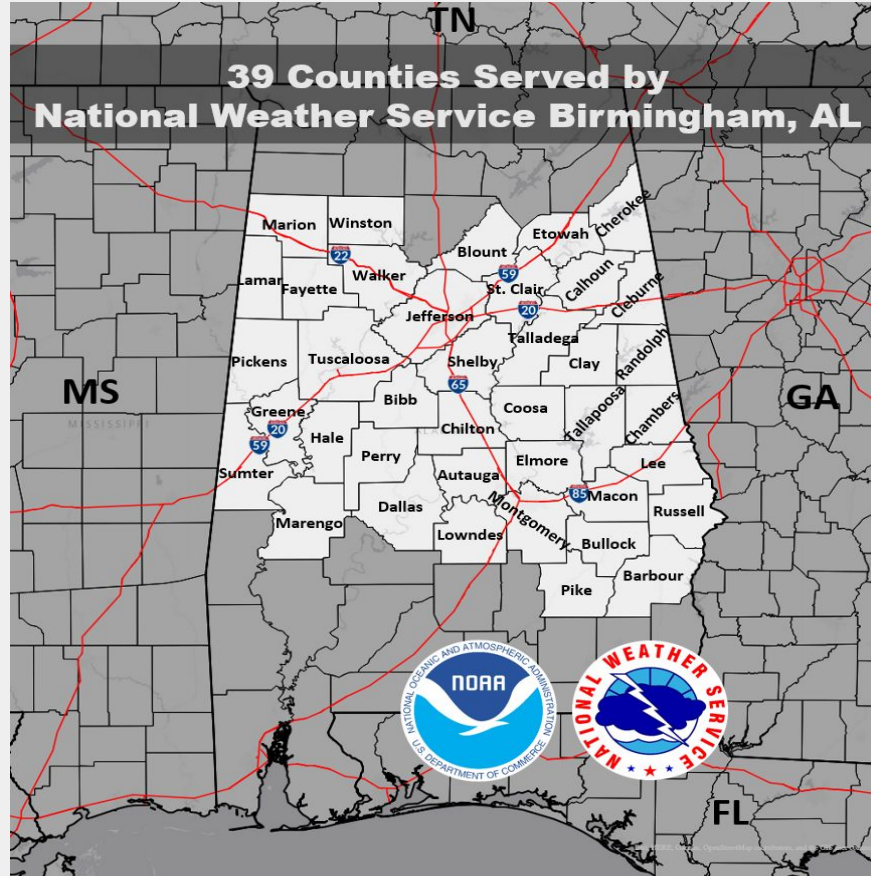 TN
39 Counties Served by
National Weather Service Birmingham, AL
Marion
Winston
Cherokee
Etowah
Blount
22
59
Lamar
Fayette
Walker
St. Clair
Calhoun
Cleburne
20
Jefferson
Talladega
Pickens
Tuscaloosa
Shelby
Clay
Randolph
MS
65
GA
MISSISSIPPI
Bibb
Greene
Coosa
Tallapoosa
Chambers
20
59
Hale
Chilton
Perry
Elmore
Lee
Sumter
Autauga
85
Macon
Marengo
Dallas
Montgomery
Russell
Lowndes
Bullock
Barbour
Pike
NATIONAL OCEANIC AND ATMOSPHERIC ADMINISTRATION
NOAA
U.S. DEPARTMENT OF COMMERCE
NATIONAL WEATHER SERVICE
FL